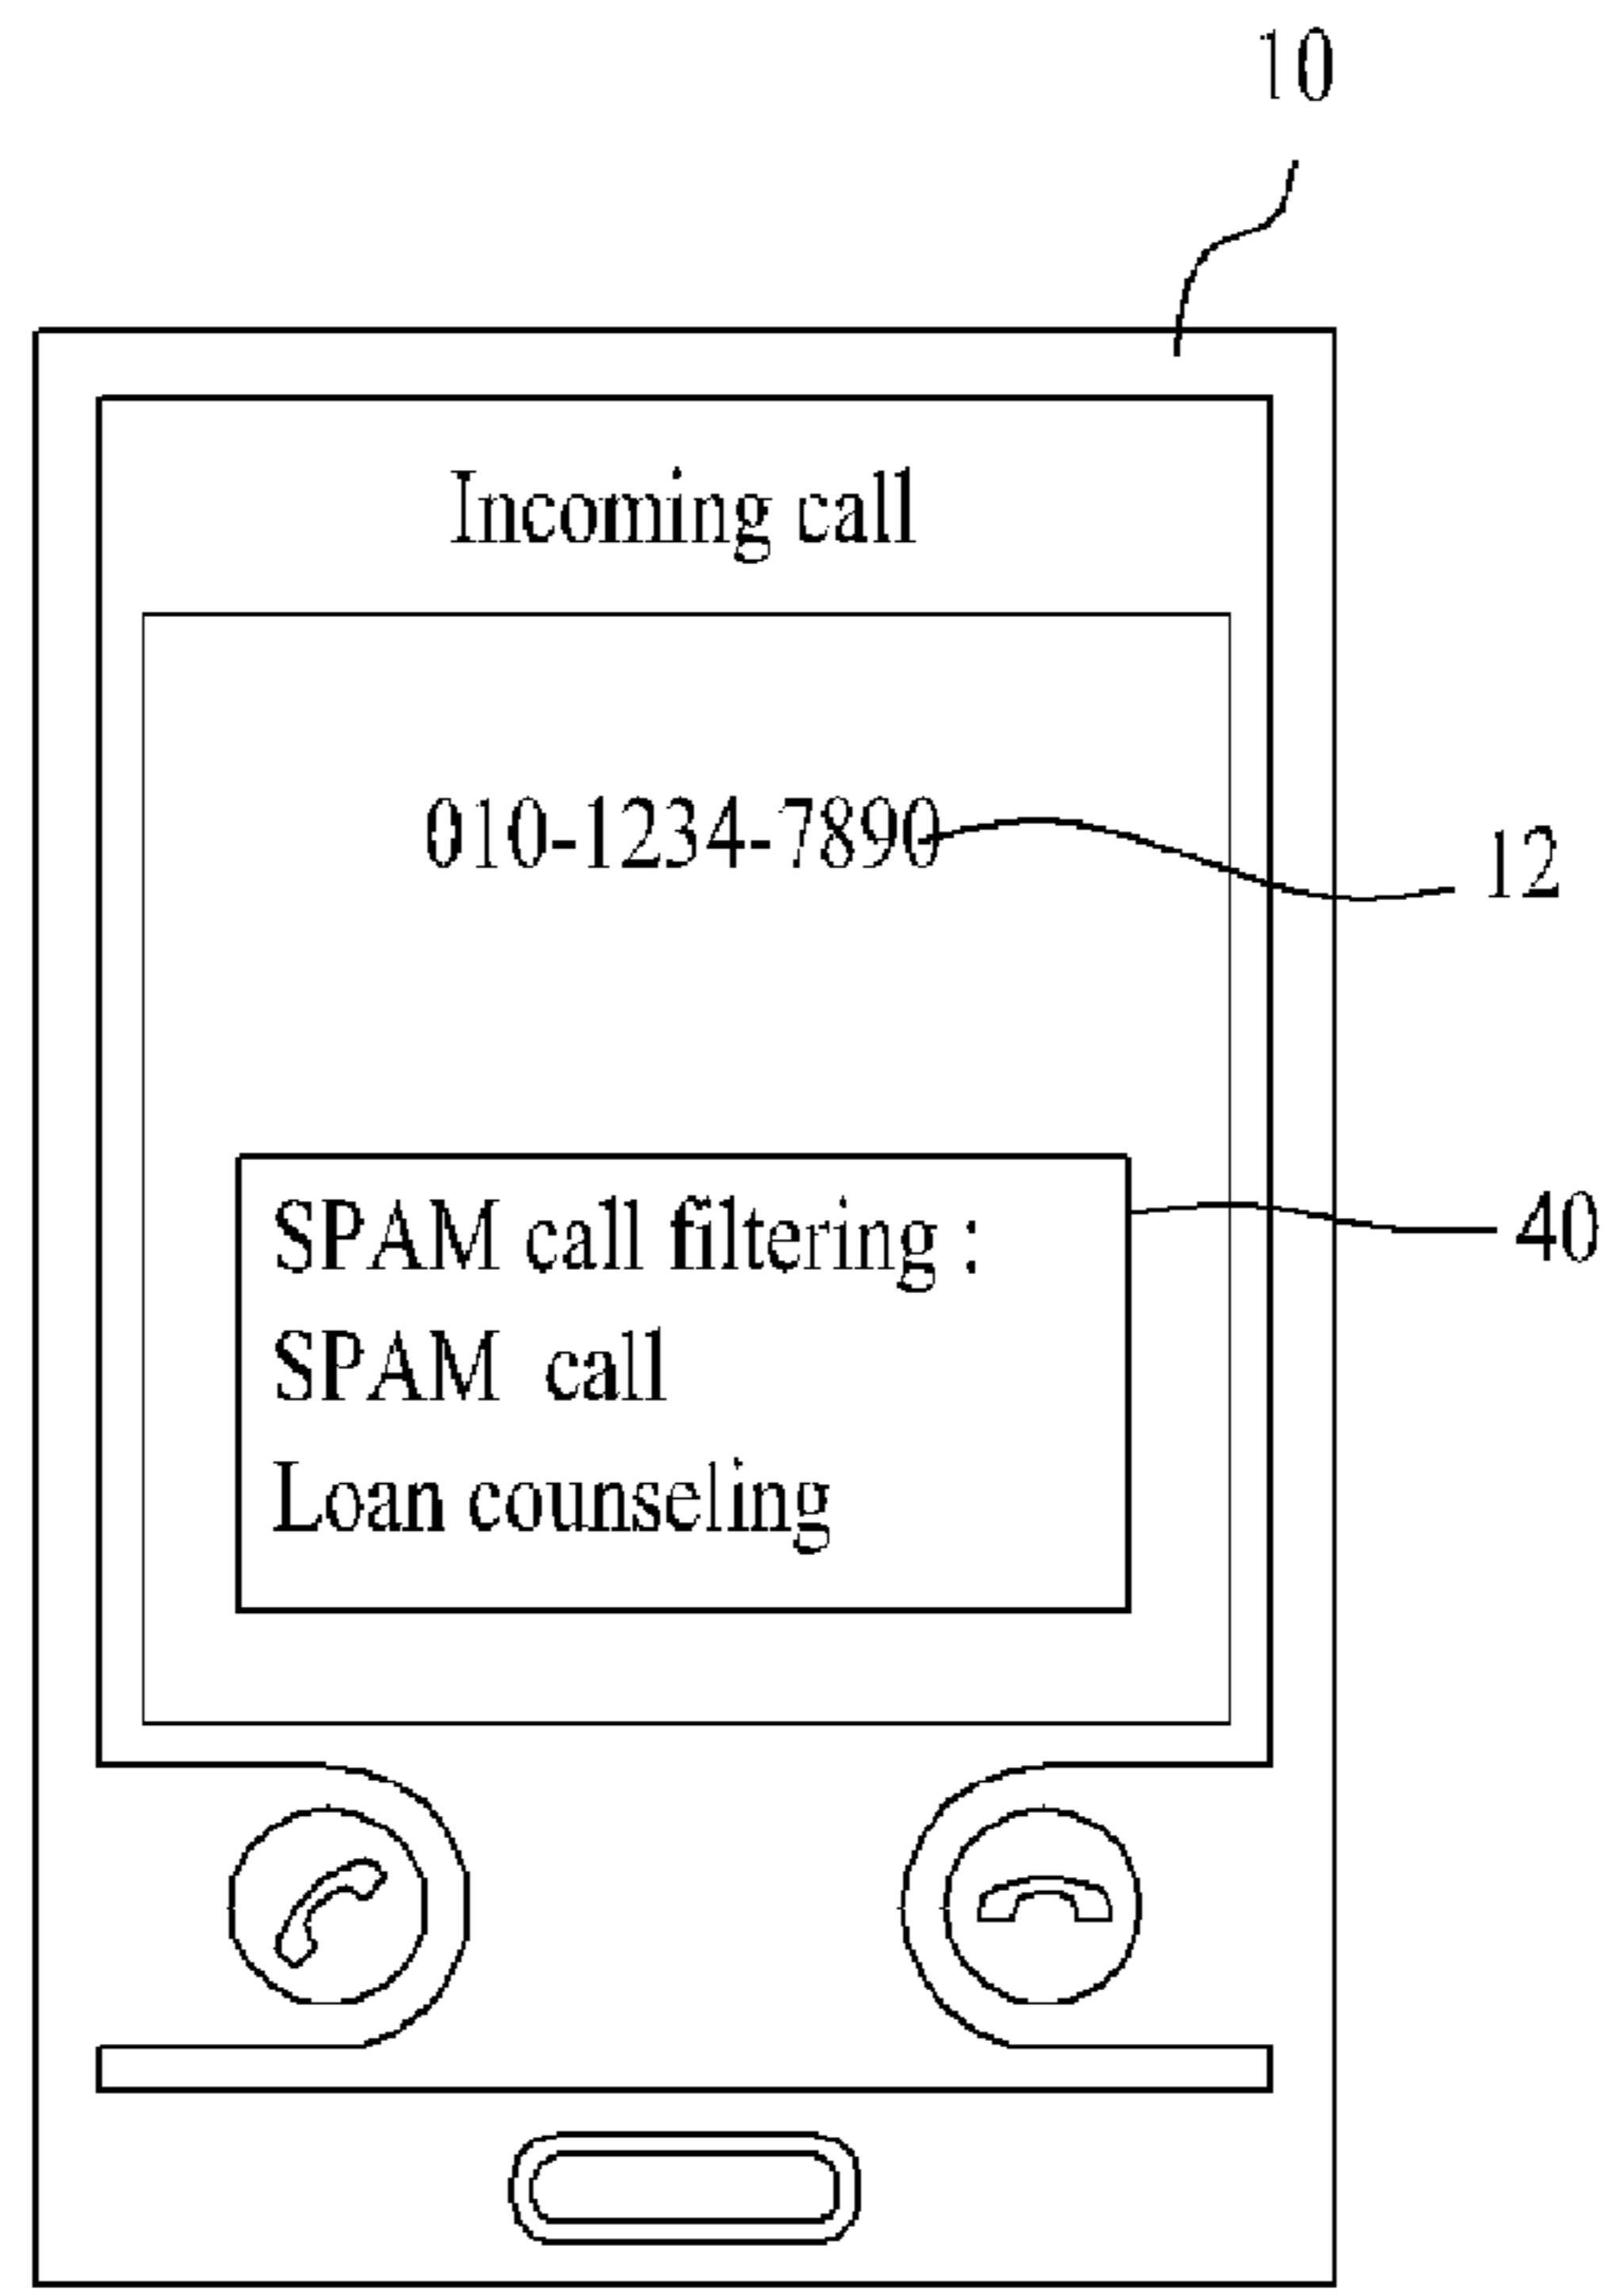 10
Incoming call
010-1234-7890
12
SPAM call filtering :
40
SPAM call
Loan counseling